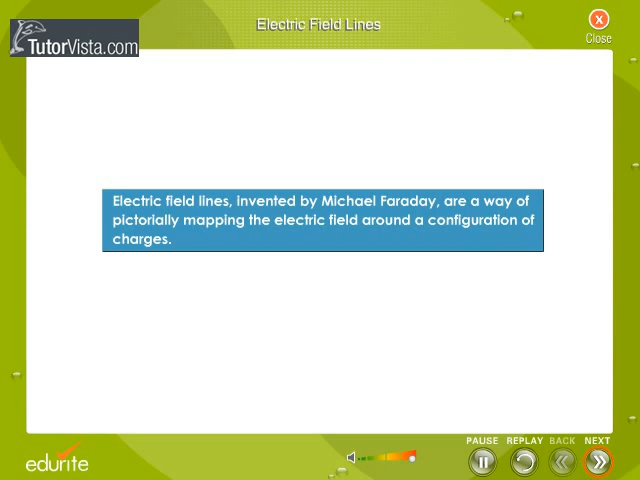 Electric Field Lines
X
Close
TutorVista.com
Electric field lines, invented by Michael Faraday, are a way of
pictorially mapping the electric field around a configuration of
charges.
PAUSE REPLAY BACK NEXT
edurite